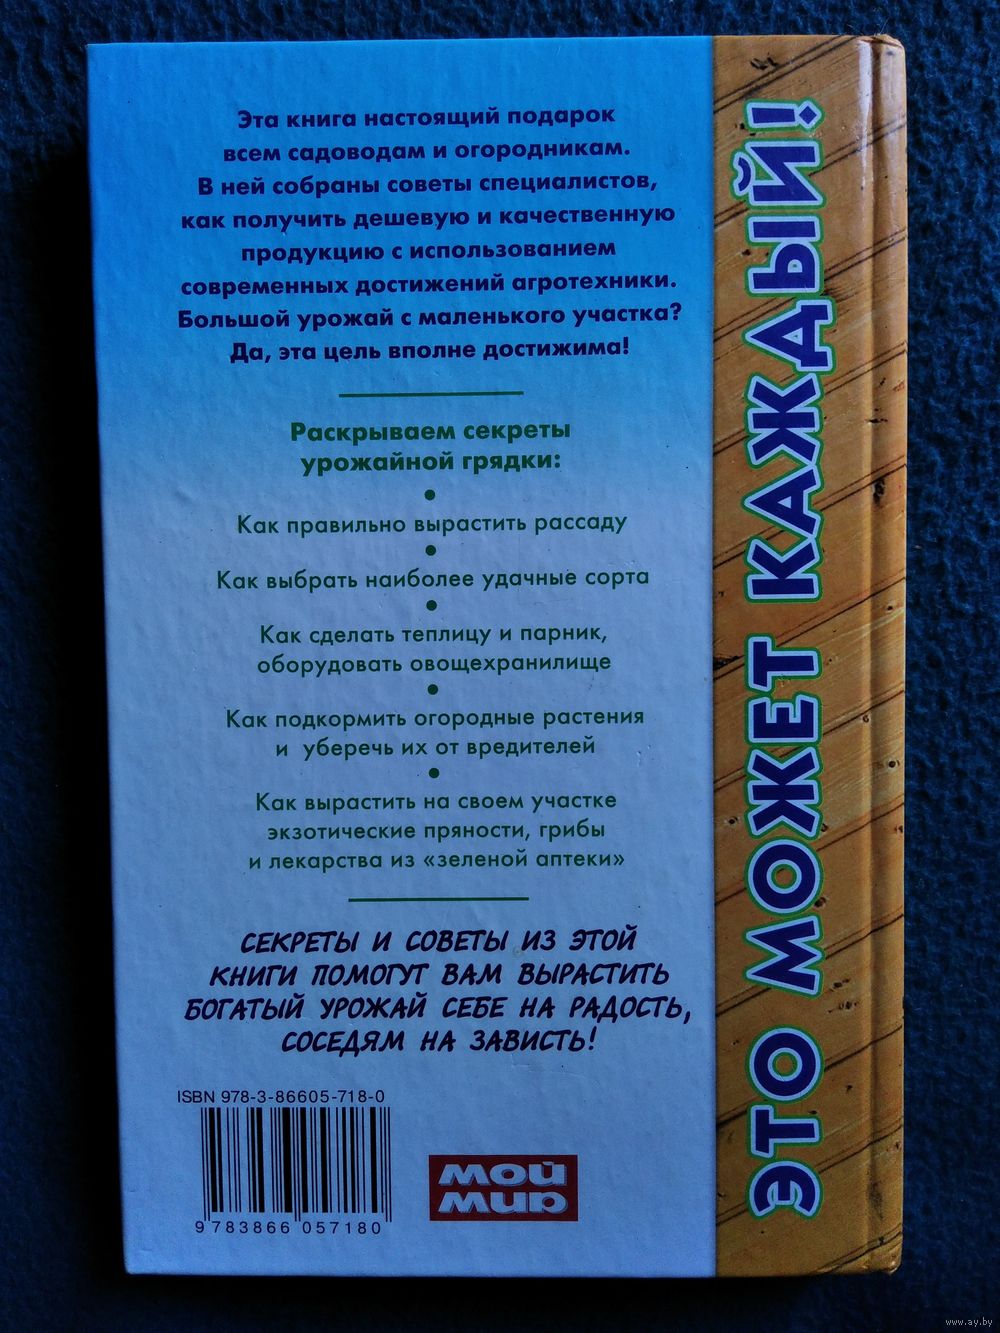 Эта книга настоящий подарок
всем садоводам и огородникам.
В ней собраны советы специалистов,
как получить дешевую и качественную
продукцию с использованием
современных достижений агротехники.
Большой урожай с маленького участка?
Да, эта цель вполне достижима!
Раскрываем секреты
урожайной грядки:
•
Как правильно вырастить рассаду
•
Как выбрать наиболее удачные сорта
•
Как сделать теплицу и парник,
оборудовать овощехранилище
•
Как подкормить огородные растения
и уберечь их от вредителей
•
Как вырастить на своем участке
экзотические пряности, грибы
и лекарства из «зеленой аптеки»
СЕКРЕТЫ И СОВЕТЫ ИЗ ЭТОЙ
КНИГИ ПОМОГУТ ВАМ ВЫРАСТИТЬ
БОГАТЫЙ УРОЖАЙ СЕБЕ НА РАДОСТЬ,
СОСЕДЯМ НА ЗАВИСТЬ!
ISBN 978-3-86605-718-0
9 783866 057180
мой
мир
ЭТО МОЖЕТ КАЖДЫЙ!
www.ay.by